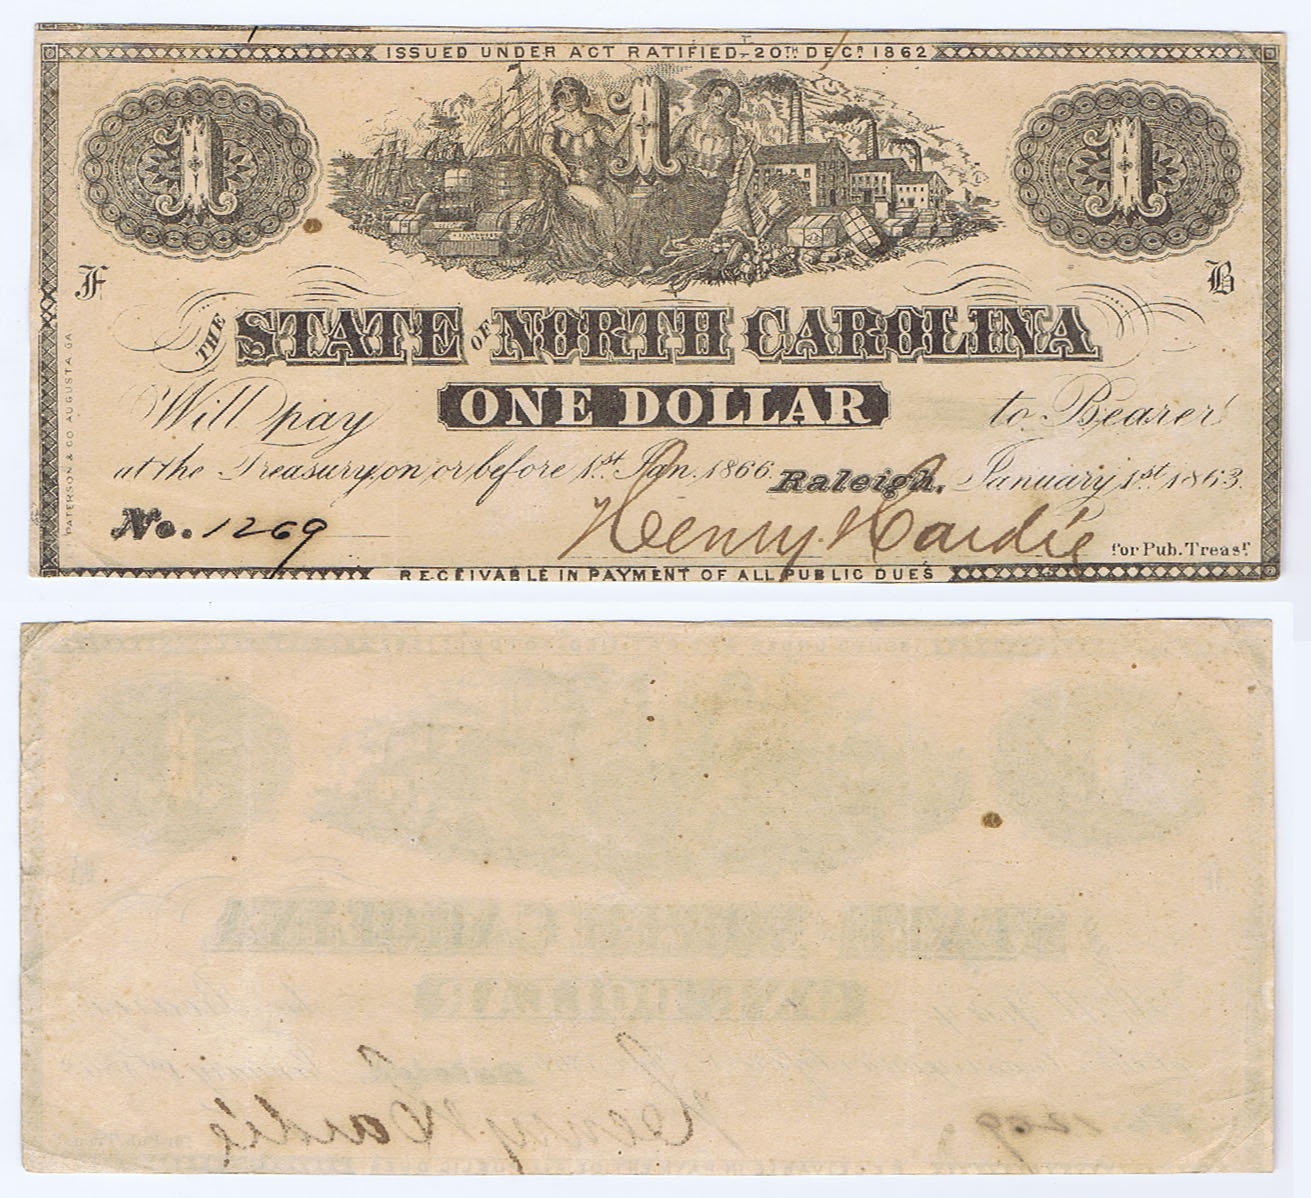 ISSUED UNDER ACT RATIFIED 20TH DECR. 1862
1 1 1
F B
THE STATE OF NORTH CAROLINA
Will pay ONE DOLLAR to Bearer
at the Treasury, on or before 1st Jan. 1866. Raleigh, January 1st 1863.
No. 1269 Henry Hardie for Pub. Treasr.
RECEIVABLE IN PAYMENT OF ALL PUBLIC DUES
PATERSON & CO AUGUSTA GA.